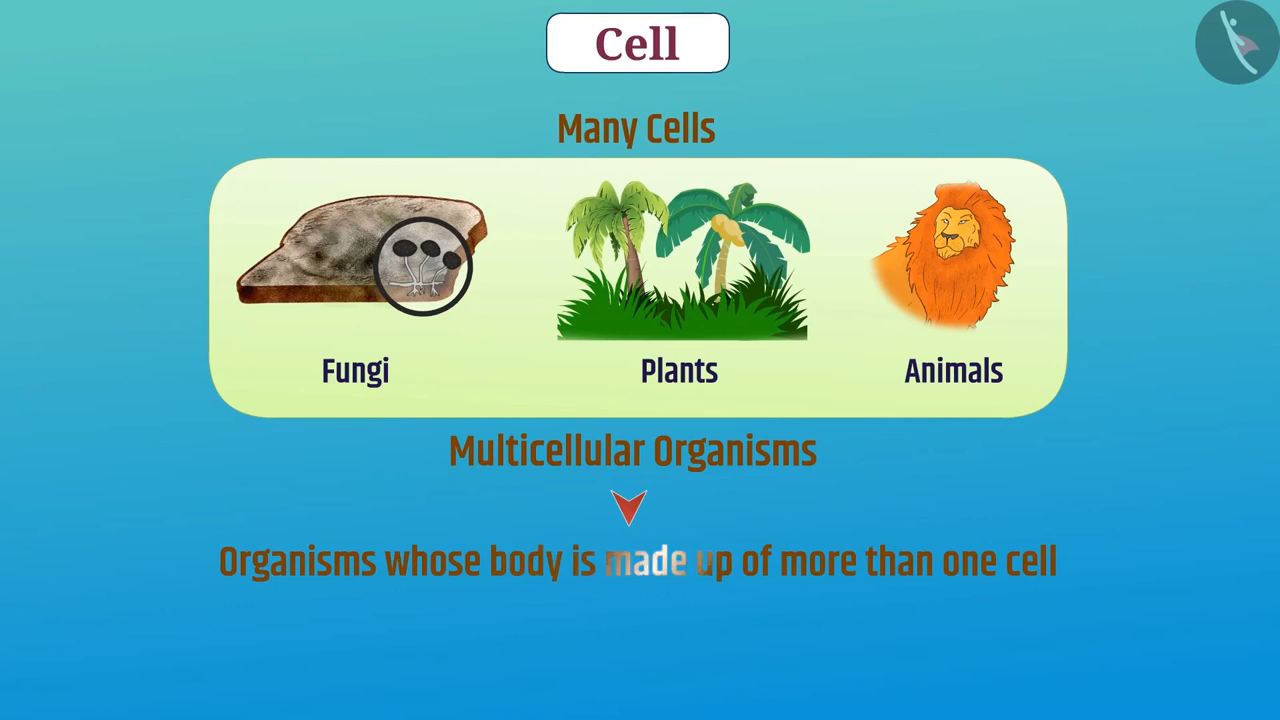 Cell
Many Cells
Fungi
Plants
Animals
Multicellular Organisms
Organisms whose body is made up of more than one cell